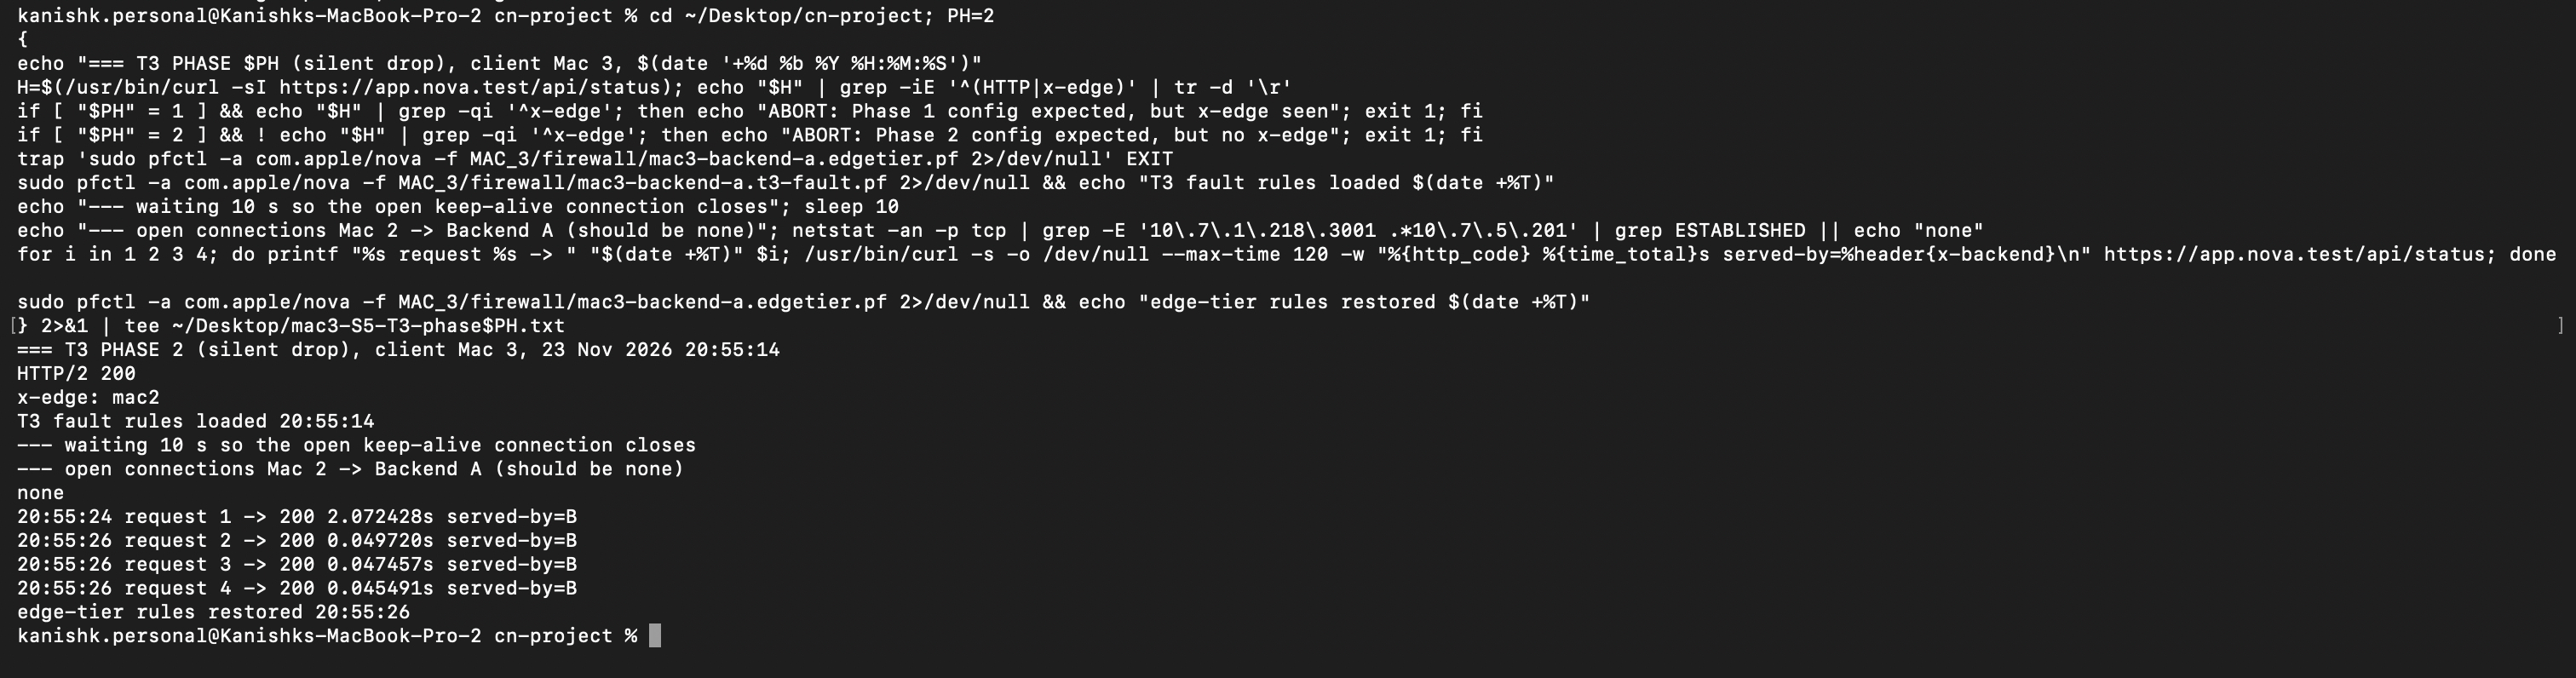 kanishk.personal@Kanishks-MacBook-Pro-2 cn-project % cd ~/Desktop/cn-project; PH=2
{
echo "=== T3 PHASE $PH (silent drop), client Mac 3, $(date '+%d %b %Y %H:%M:%S')"
H=$(/usr/bin/curl -sI https://app.nova.test/api/status); echo "$H" | grep -iE '^(HTTP|x-edge)' | tr -d '\r'
if [ "$PH" = 1 ] && echo "$H" | grep -qi '^x-edge'; then echo "ABORT: Phase 1 config expected, but x-edge seen"; exit 1; fi
if [ "$PH" = 2 ] && ! echo "$H" | grep -qi '^x-edge'; then echo "ABORT: Phase 2 config expected, but no x-edge"; exit 1; fi
trap 'sudo pfctl -a com.apple/nova -f MAC_3/firewall/mac3-backend-a.edgetier.pf 2>/dev/null' EXIT
sudo pfctl -a com.apple/nova -f MAC_3/firewall/mac3-backend-a.t3-fault.pf 2>/dev/null && echo "T3 fault rules loaded $(date +%T)"
echo "--- waiting 10 s so the open keep-alive connection closes"; sleep 10
echo "--- open connections Mac 2 -> Backend A (should be none)"; netstat -an -p tcp | grep -E '10\.7\.1\.218\.3001 .*10\.7\.5\.201' | grep ESTABLISHED || echo "none"
for i in 1 2 3 4; do printf "%s request %s -> " "$(date +%T)" $i; /usr/bin/curl -s -o /dev/null --max-time 120 -w "%{http_code} %{time_total}s served-by=%header{x-backend}\n" https://app.nova.test/api/status; done
sudo pfctl -a com.apple/nova -f MAC_3/firewall/mac3-backend-a.edgetier.pf 2>/dev/null && echo "edge-tier rules restored $(date +%T)"
[} 2>&1 | tee ~/Desktop/mac3-S5-T3-phase$PH.txt ]
=== T3 PHASE 2 (silent drop), client Mac 3, 23 Nov 2026 20:55:14
HTTP/2 200
x-edge: mac2
T3 fault rules loaded 20:55:14
--- waiting 10 s so the open keep-alive connection closes
--- open connections Mac 2 -> Backend A (should be none)
none
20:55:24 request 1 -> 200 2.072428s served-by=B
20:55:26 request 2 -> 200 0.049720s served-by=B
20:55:26 request 3 -> 200 0.047457s served-by=B
20:55:26 request 4 -> 200 0.045491s served-by=B
edge-tier rules restored 20:55:26
kanishk.personal@Kanishks-MacBook-Pro-2 cn-project %